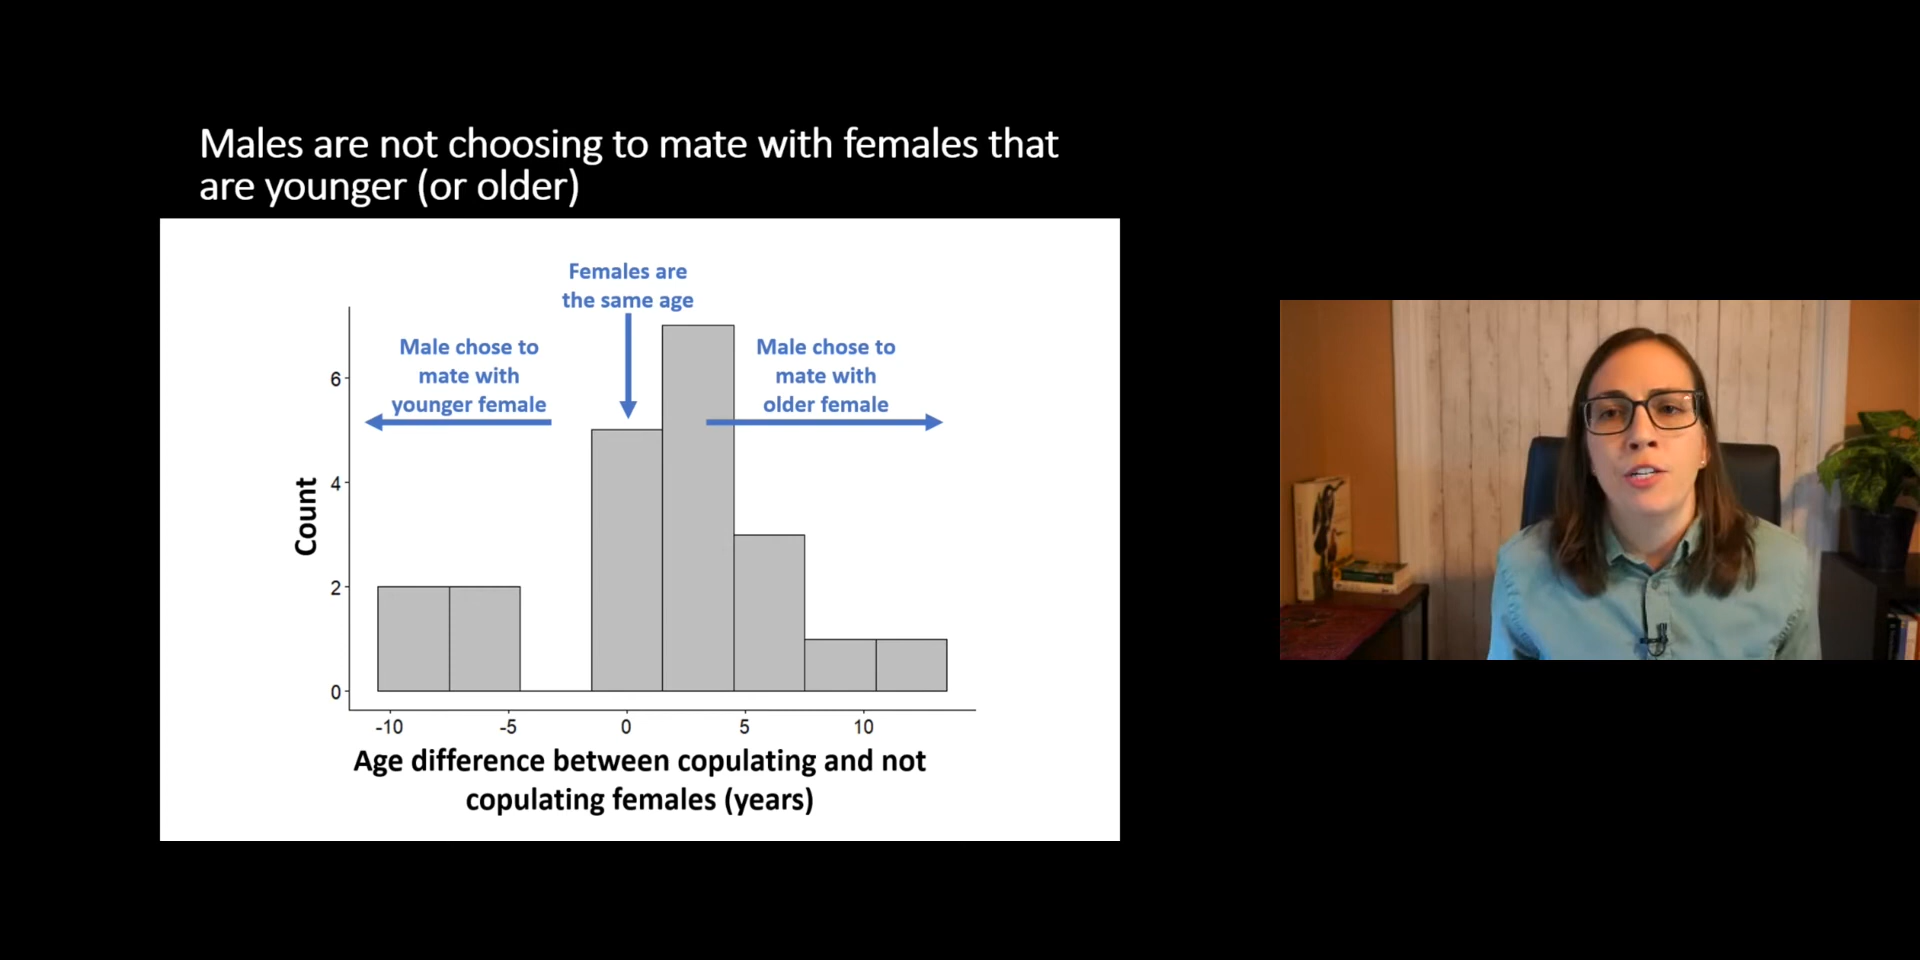 Males are not choosing to mate with females that
are younger (or older)
Females are
the same age
Male chose to
mate with
younger female
Male chose to
mate with
older female
Count
6
4
2
0
-10
-5
0
5
10
Age difference between copulating and not
copulating females (years)